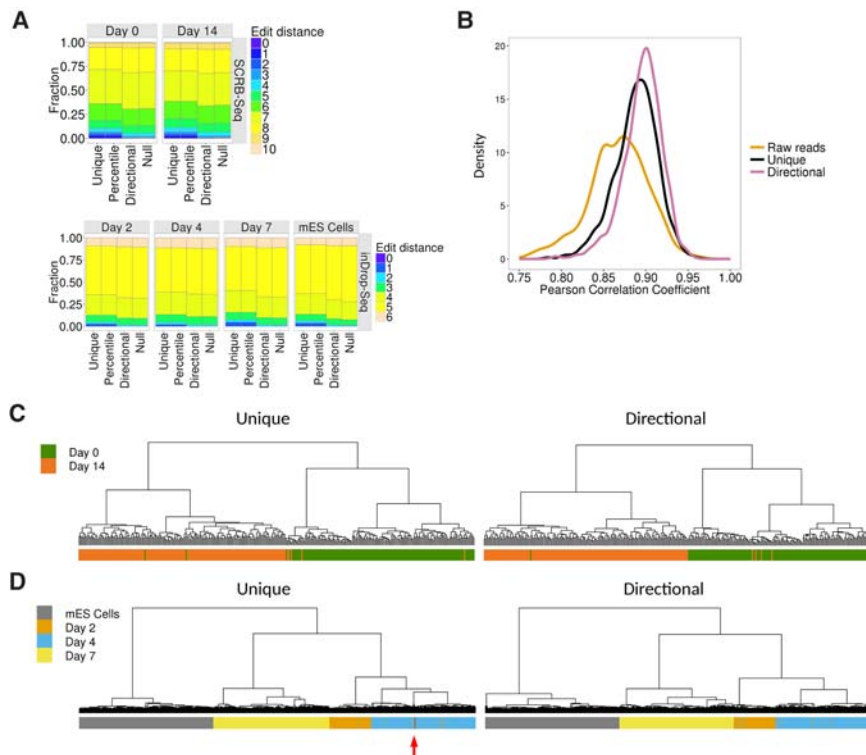 A
Day 0
Day 14
Edit distance
0
1
2
3
4
5
6
7
8
9
10
1.00
0.75
0.50
0.25
0.00
Fraction
SCRB-Seq
Unique
Percentile
Directional
Null
Unique
Percentile
Directional
Null
Day 2
Day 4
Day 7
mES Cells
Edit distance
0
1
2
3
4
5
6
1.00
0.75
0.50
0.25
0.00
Fraction
inDrop-Seq
Unique
Percentile
Directional
Null
Unique
Percentile
Directional
Null
Unique
Percentile
Directional
Null
Unique
Percentile
Directional
Null
B
20
15
10
5
0
Density
0.75 0.80 0.85 0.90 0.95 1.00
Pearson Correlation Coefficient
Raw reads
Unique
Directional
C
Unique
Directional
Day 0
Day 14
D
Unique
Directional
mES Cells
Day 2
Day 4
Day 7